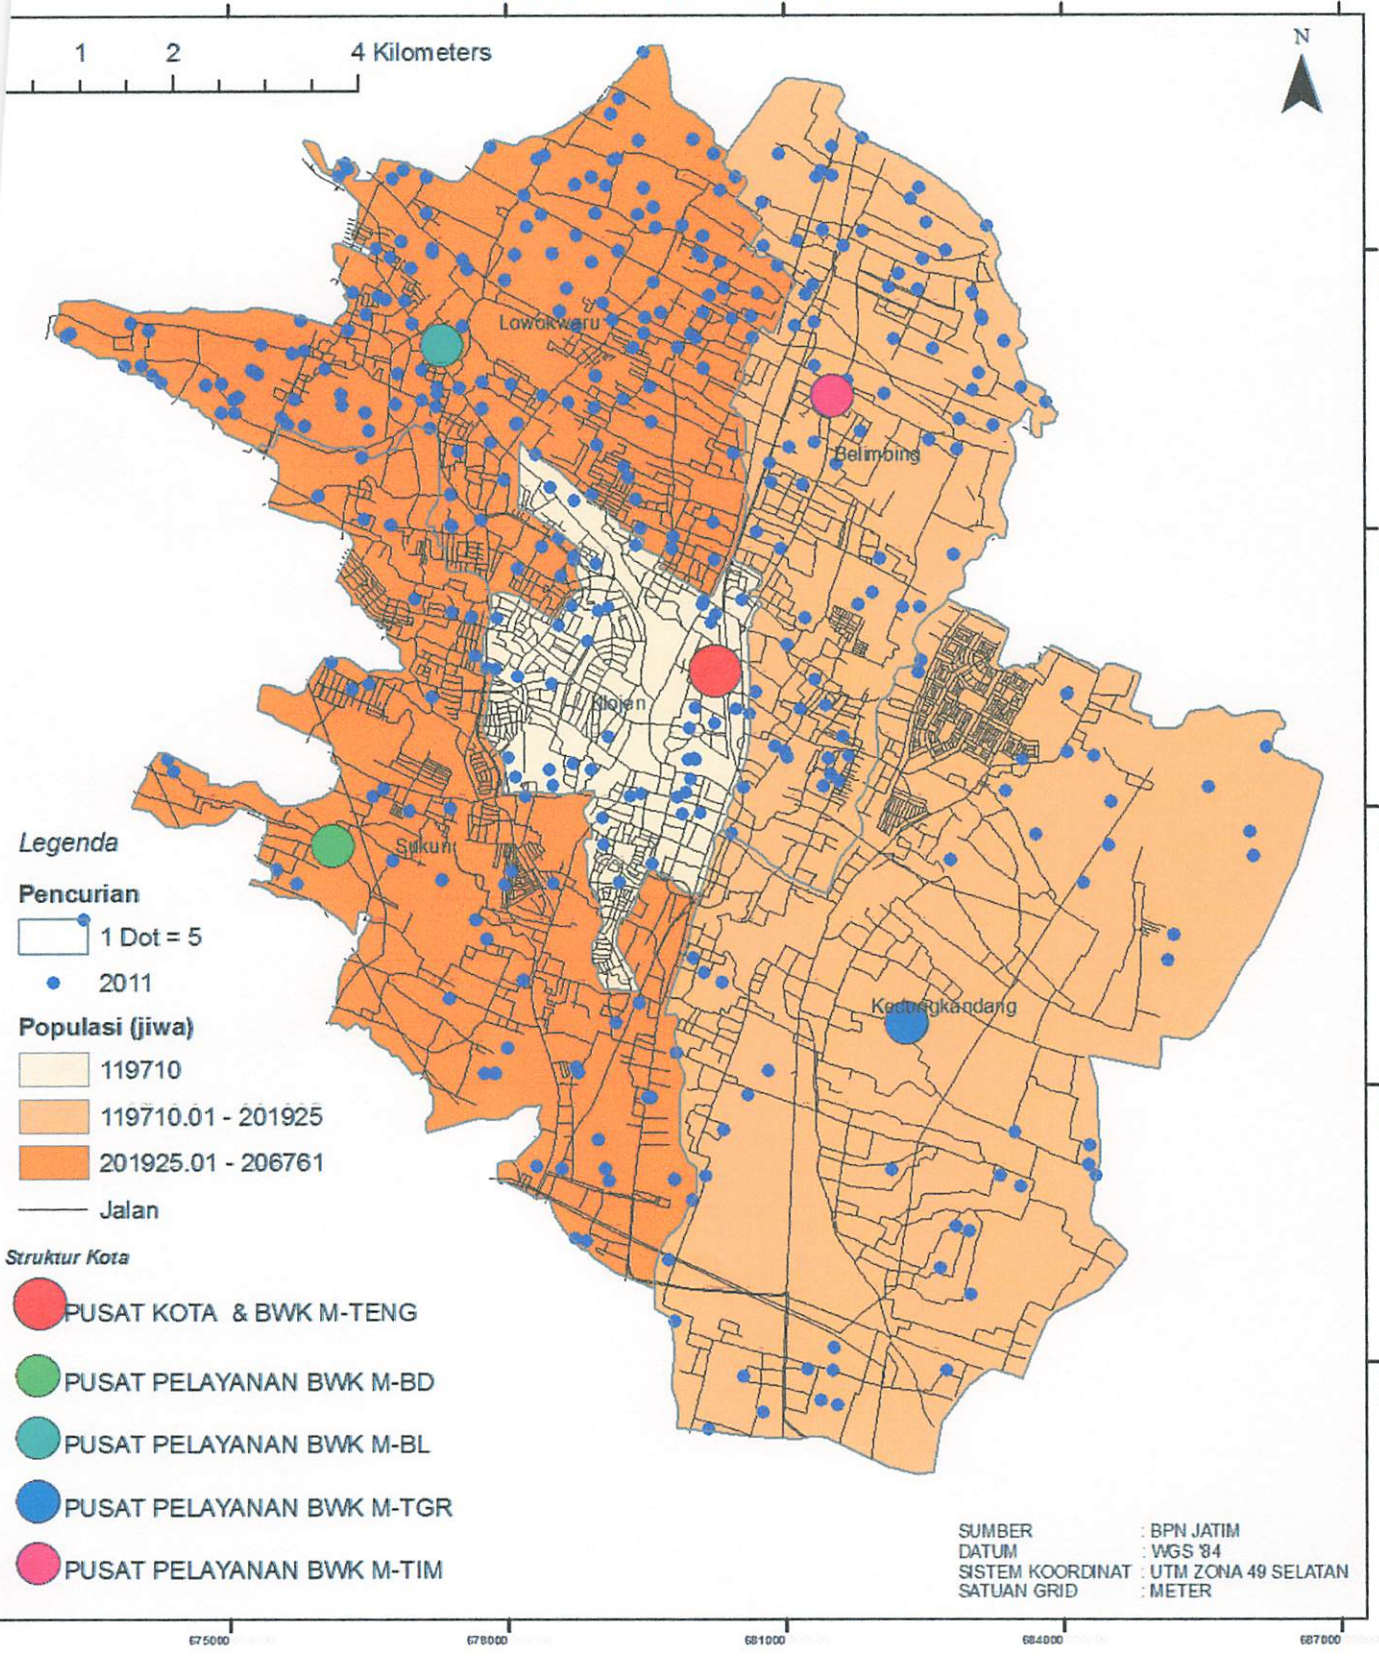 1 2 4 Kilometers
N
Lowokwaru
Belimbing
Klojen
Sukun
Kedungkandang
Legenda
Pencurian
1 Dot = 5
2011
Populasi (jiwa)
119710
119710.01 - 201925
201925.01 - 206761
Jalan
Struktur Kota
PUSAT KOTA & BWK M-TENG
PUSAT PELAYANAN BWK M-BD
PUSAT PELAYANAN BWK M-BL
PUSAT PELAYANAN BWK M-TGR
PUSAT PELAYANAN BWK M-TIM
SUMBER : BPN JATIM
DATUM : WGS '84
SISTEM KOORDINAT : UTM ZONA 49 SELATAN
SATUAN GRID : METER
675000 678000 681000 684000 687000